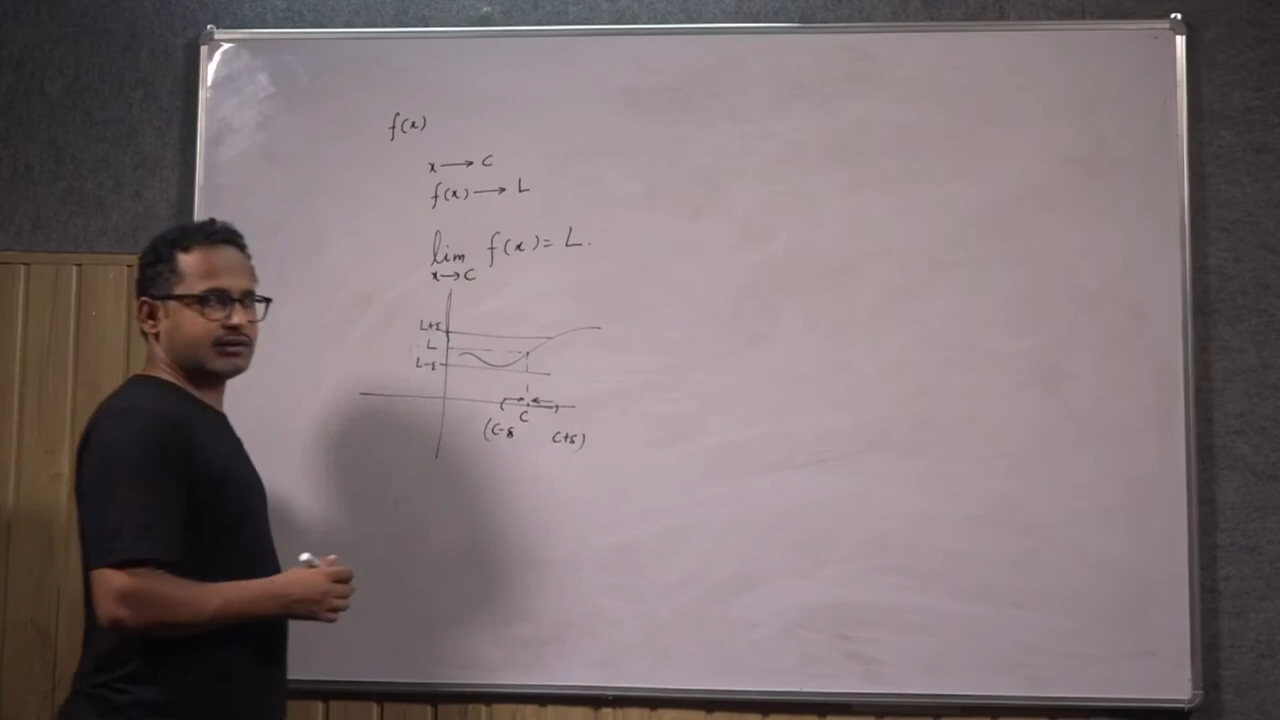 f(x)
x → C
f(x) → L
lim f(x) = L.
x→C
L+ε
L
L-ε
C
(C-δ C+δ)